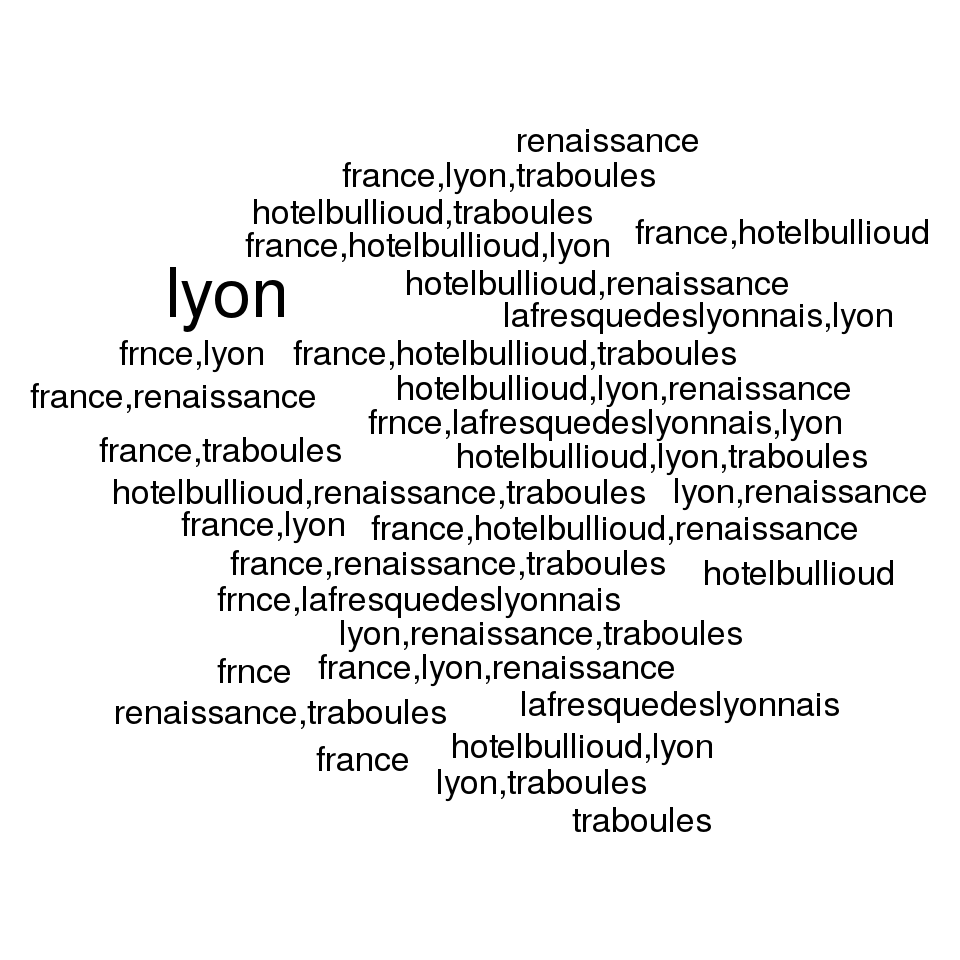 renaissance
france,lyon,traboules
hotelbullioud,traboules
france,hotelbullioud
france,hotelbullioud,lyon
hotelbullioud,renaissance
lyon
lafresquedeslyonnais,lyon
frnce,lyon
france,hotelbullioud,traboules
hotelbullioud,lyon,renaissance
france,renaissance
frnce,lafresquedeslyonnais,lyon
france,traboules
hotelbullioud,lyon,traboules
hotelbullioud,renaissance,traboules
lyon,renaissance
france,lyon
france,hotelbullioud,renaissance
france,renaissance,traboules
hotelbullioud
frnce,lafresquedeslyonnais
lyon,renaissance,traboules
frnce
france,lyon,renaissance
renaissance,traboules
lafresquedeslyonnais
france
hotelbullioud,lyon
lyon,traboules
traboules